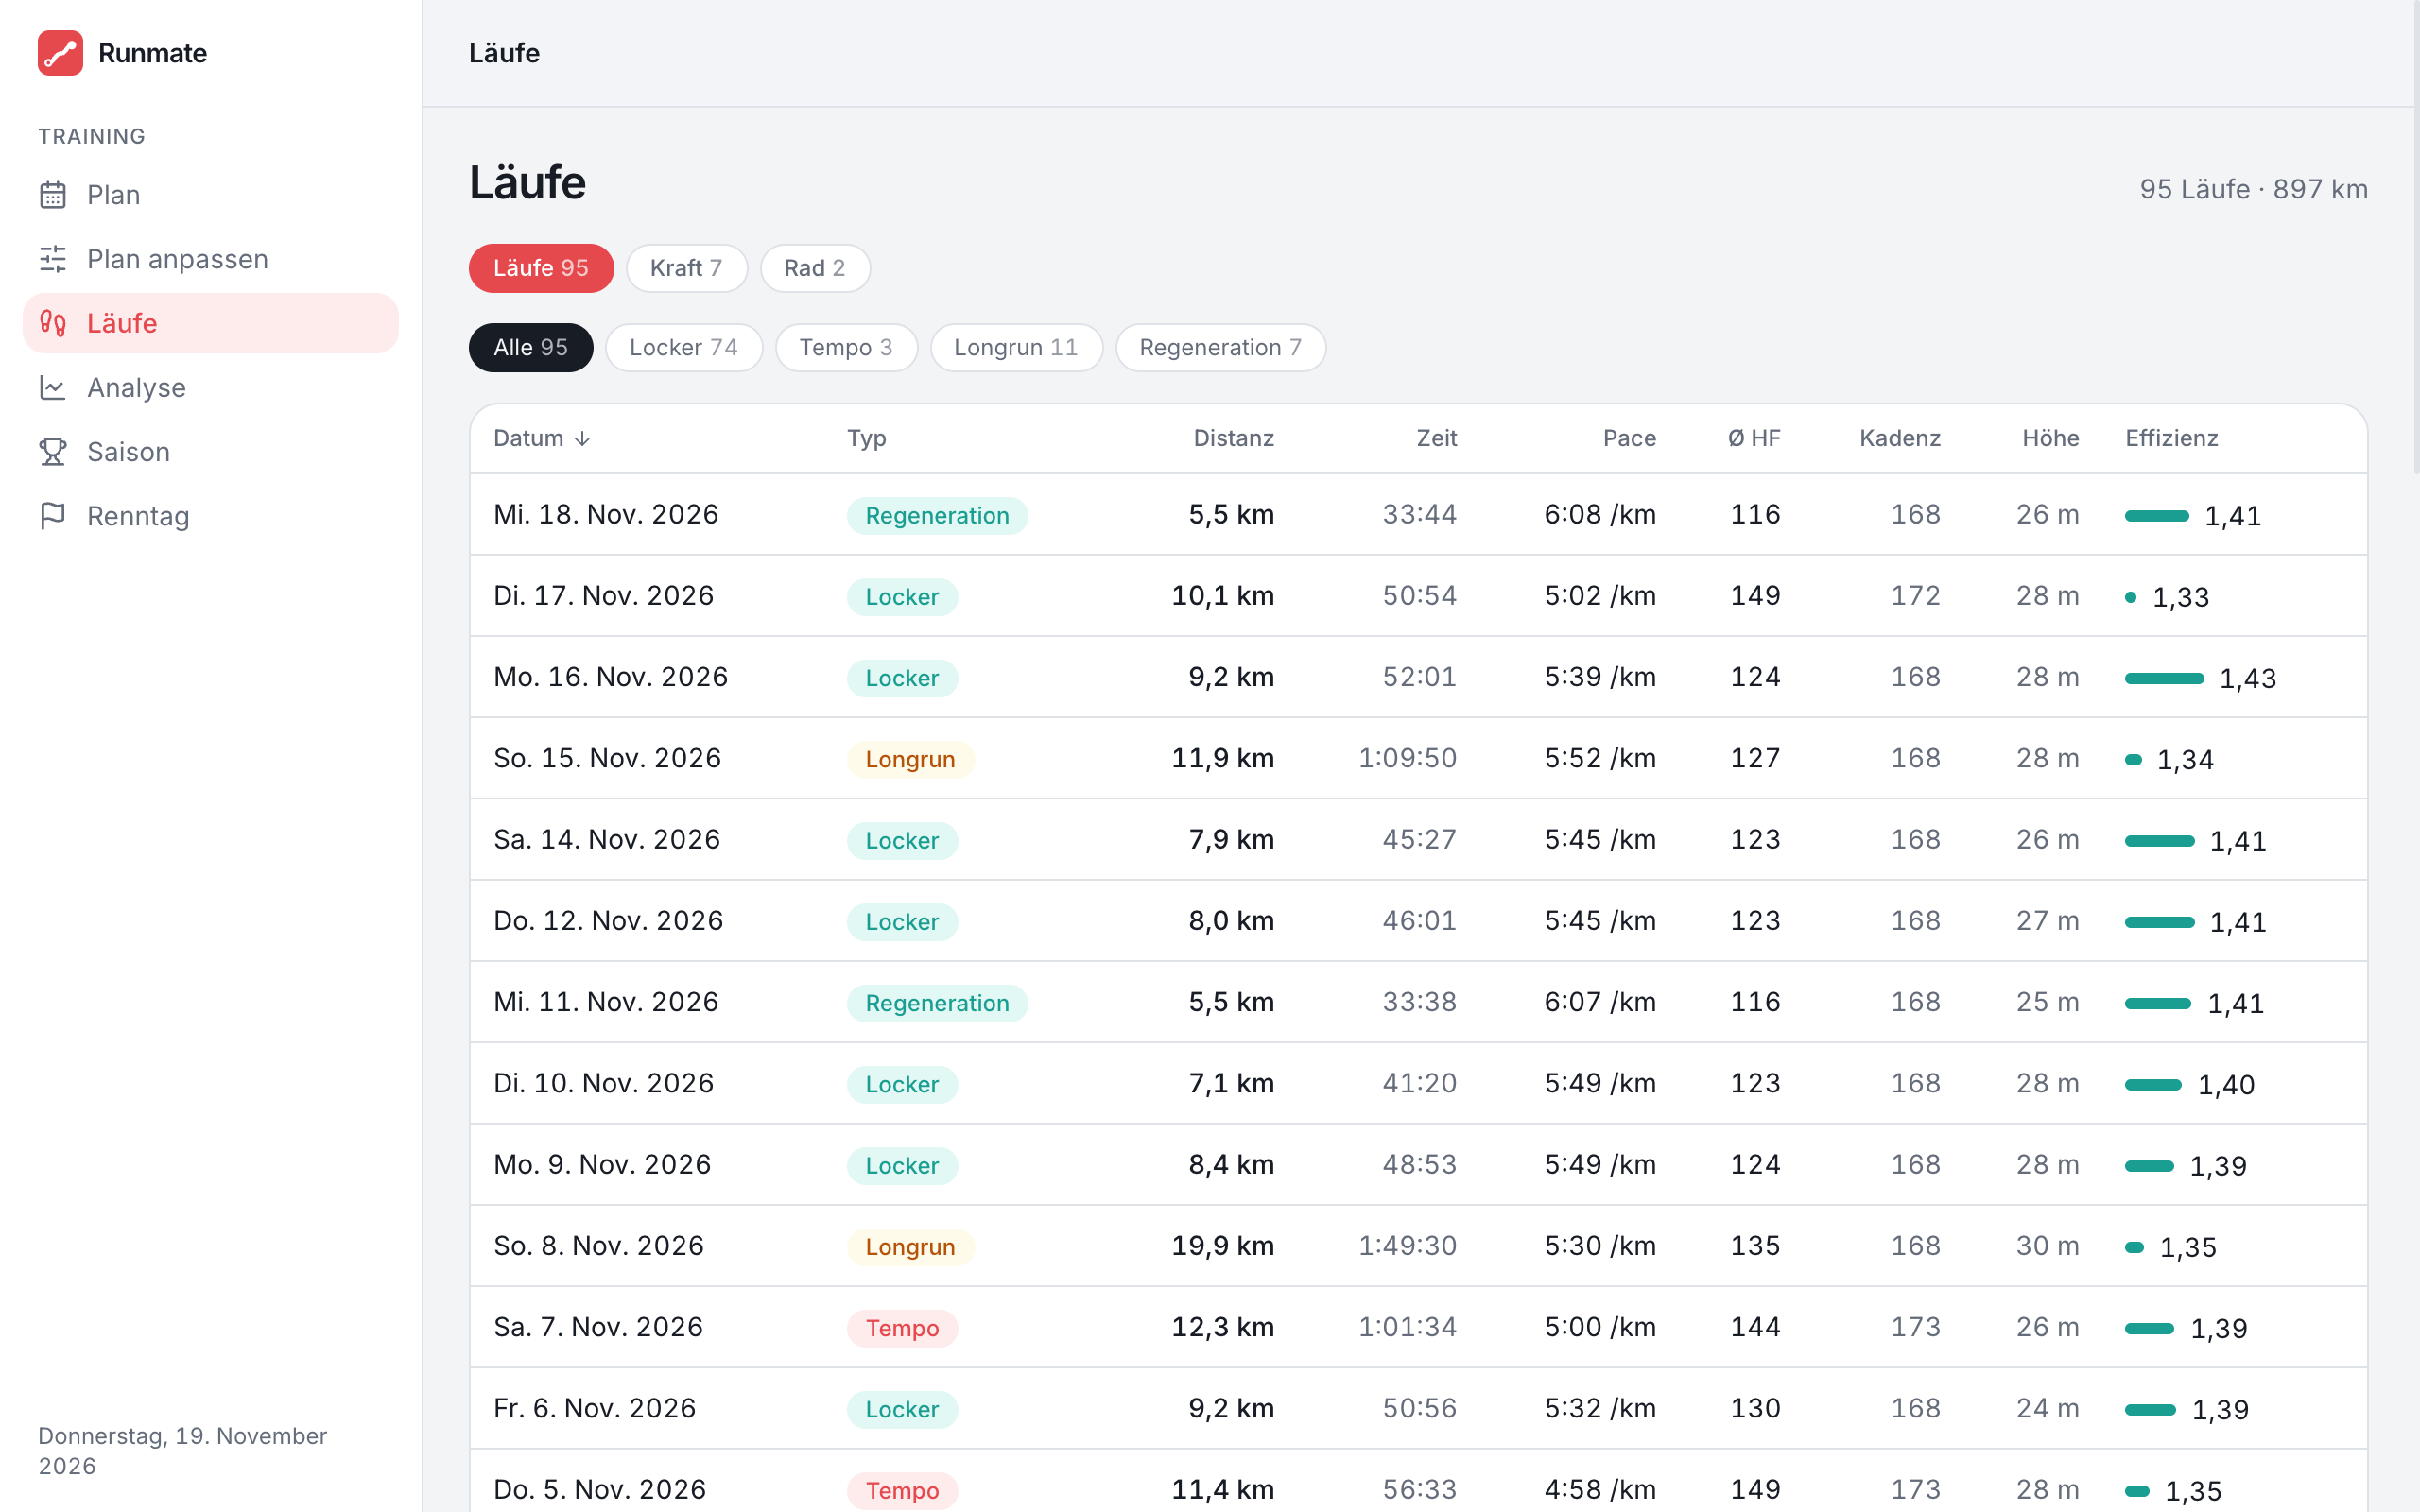 Runmate
TRAINING
Plan
Plan anpassen
Läufe
Analyse
Saison
Renntag
Donnerstag, 19. November
2026
Läufe
Läufe
95 Läufe · 897 km
Läufe 95 Kraft 7 Rad 2
Alle 95 Locker 74 Tempo 3 Longrun 11 Regeneration 7
Datum ↓ Typ Distanz Zeit Pace Ø HF Kadenz Höhe Effizienz
Mi. 18. Nov. 2026 Regeneration 5,5 km 33:44 6:08 /km 116 168 26 m 1,41
Di. 17. Nov. 2026 Locker 10,1 km 50:54 5:02 /km 149 172 28 m 1,33
Mo. 16. Nov. 2026 Locker 9,2 km 52:01 5:39 /km 124 168 28 m 1,43
So. 15. Nov. 2026 Longrun 11,9 km 1:09:50 5:52 /km 127 168 28 m 1,34
Sa. 14. Nov. 2026 Locker 7,9 km 45:27 5:45 /km 123 168 26 m 1,41
Do. 12. Nov. 2026 Locker 8,0 km 46:01 5:45 /km 123 168 27 m 1,41
Mi. 11. Nov. 2026 Regeneration 5,5 km 33:38 6:07 /km 116 168 25 m 1,41
Di. 10. Nov. 2026 Locker 7,1 km 41:20 5:49 /km 123 168 28 m 1,40
Mo. 9. Nov. 2026 Locker 8,4 km 48:53 5:49 /km 124 168 28 m 1,39
So. 8. Nov. 2026 Longrun 19,9 km 1:49:30 5:30 /km 135 168 30 m 1,35
Sa. 7. Nov. 2026 Tempo 12,3 km 1:01:34 5:00 /km 144 173 26 m 1,39
Fr. 6. Nov. 2026 Locker 9,2 km 50:56 5:32 /km 130 168 24 m 1,39
Do. 5. Nov. 2026 Tempo 11,4 km 56:33 4:58 /km 149 173 28 m 1,35